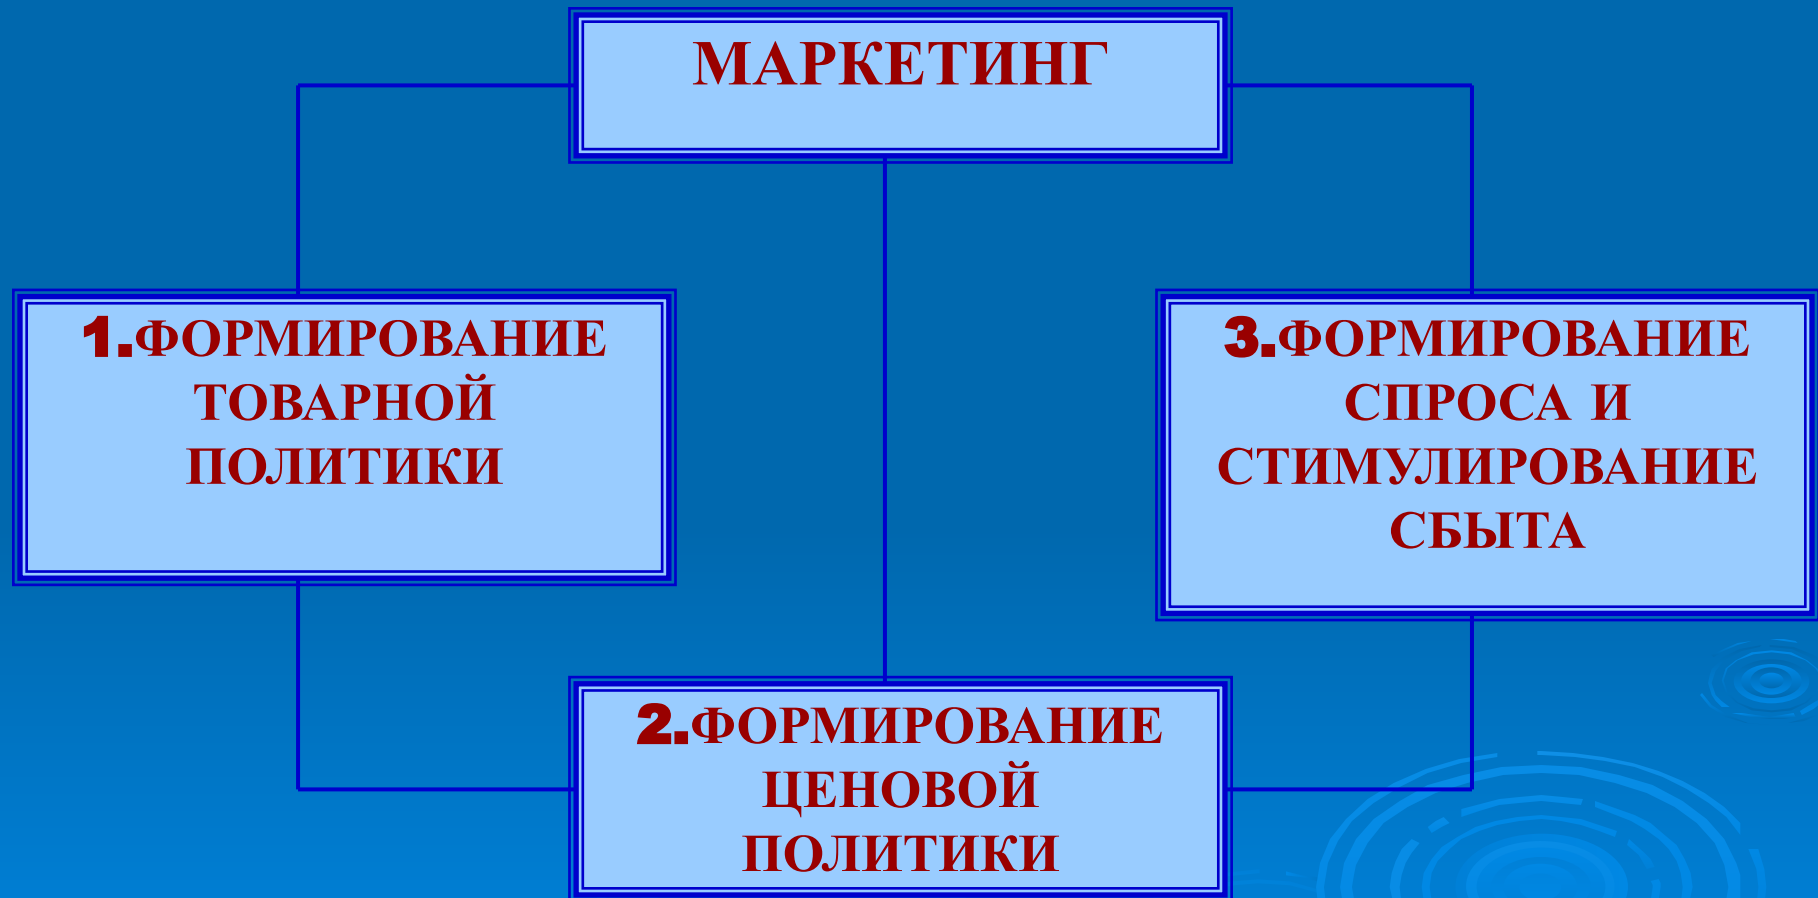 МАРКЕТИНГ
1.ФОРМИРОВАНИЕ
ТОВАРНОЙ
ПОЛИТИКИ
2.ФОРМИРОВАНИЕ
ЦЕНОВОЙ
ПОЛИТИКИ
3.ФОРМИРОВАНИЕ
СПРОСА И
СТИМУЛИРОВАНИЕ
СБЫТА